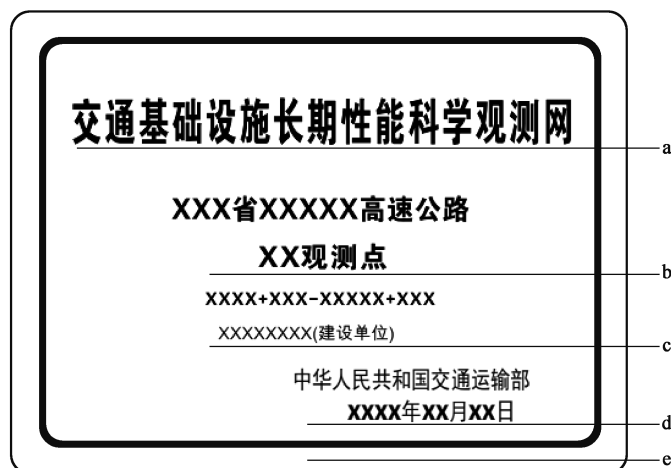 交通基础设施长期性能科学观测网
a
XXX省XXXXX高速公路
XX观测点
b
XXXX+XXX-XXXXX+XXX
XXXXXXXX(建设单位)
c
中华人民共和国交通运输部
XXXX年XX月XX日
d
e